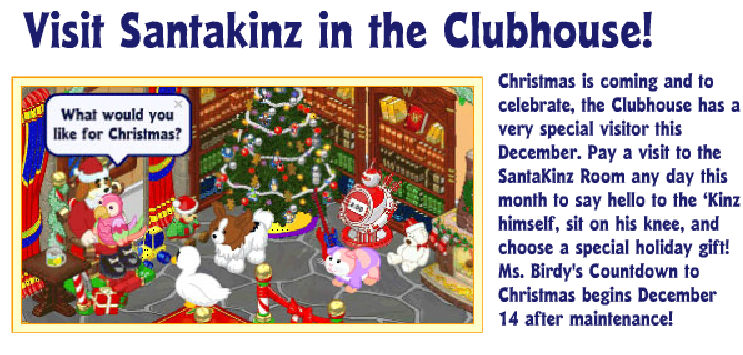 Visit Santakinz in the Clubhouse!
What would you
like for Christmas?
Christmas is coming and to
celebrate, the Clubhouse has a
very special visitor this
December. Pay a visit to the
SantaKinz Room any day this
month to say hello to the ‘Kinz
himself, sit on his knee, and
choose a special holiday gift!
Ms. Birdy's Countdown to
Christmas begins December
14 after maintenance!